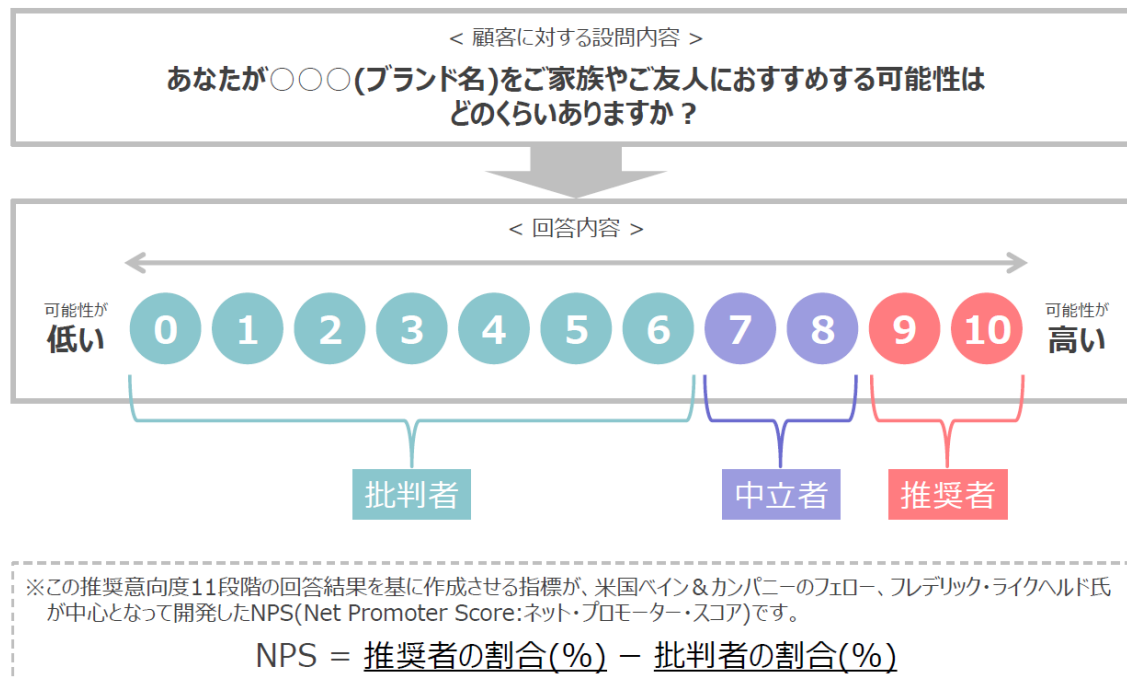 < 顧客に対する設問内容 >
あなたが○○○(ブランド名)をご家族やご友人におすすめする可能性は
どのくらいありますか？
< 回答内容 >
可能性が
低い
0 1 2 3 4 5 6 7 8 9 10
可能性が
高い
批判者 中立者 推奨者
※この推奨意向度11段階の回答結果を基に作成させる指標が、米国ベイン＆カンパニーのフェロー、フレデリック・ライクヘルド氏
が中心となって開発したNPS(Net Promoter Score:ネット・プロモーター・スコア)です。
NPS = 推奨者の割合(%) − 批判者の割合(%)